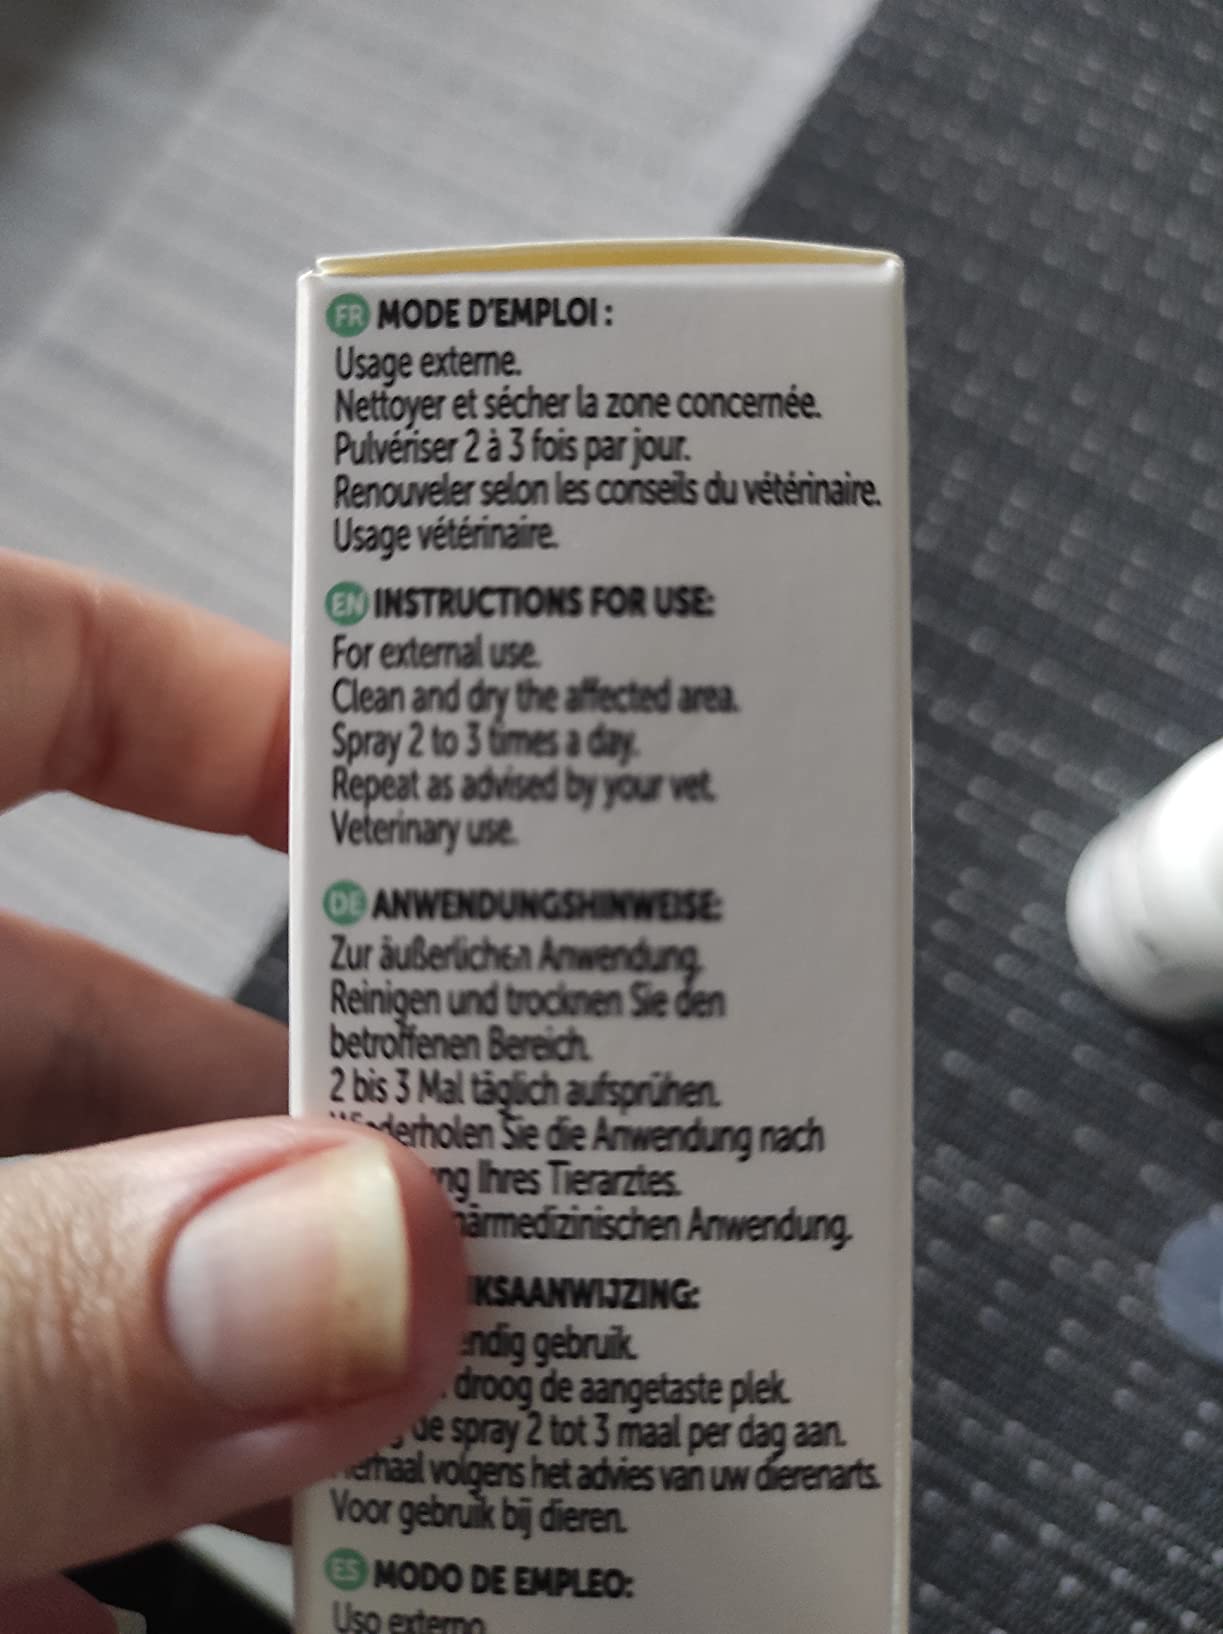 FR MODE D'EMPLOI :
Usage externe.
Nettoyer et sécher la zone concernée.
Pulvériser 2 à 3 fois par jour.
Renouveler selon les conseils du vétérinaire.
Usage vétérinaire.
EN INSTRUCTIONS FOR USE:
For external use.
Clean and dry the affected area.
Spray 2 to 3 times a day.
Repeat as advised by your vet.
Veterinary use.
DE ANWENDUNGSHINWEISE:
Zur äußerlichen Anwendung.
Reinigen und trocknen Sie den
betroffenen Bereich.
2 bis 3 Mal täglich aufsprühen.
Sie die Anwendung nach
Ihres Tierarztes.
Anwendung.
gebruik.
droog de aangetaste plek.
de spray 2 tot 3 maal per dag aan.
volgens het advies van uw dierenarts.
Voor gebruik bij dieren.
ES MODO DE EMPLEO:
Uso externo